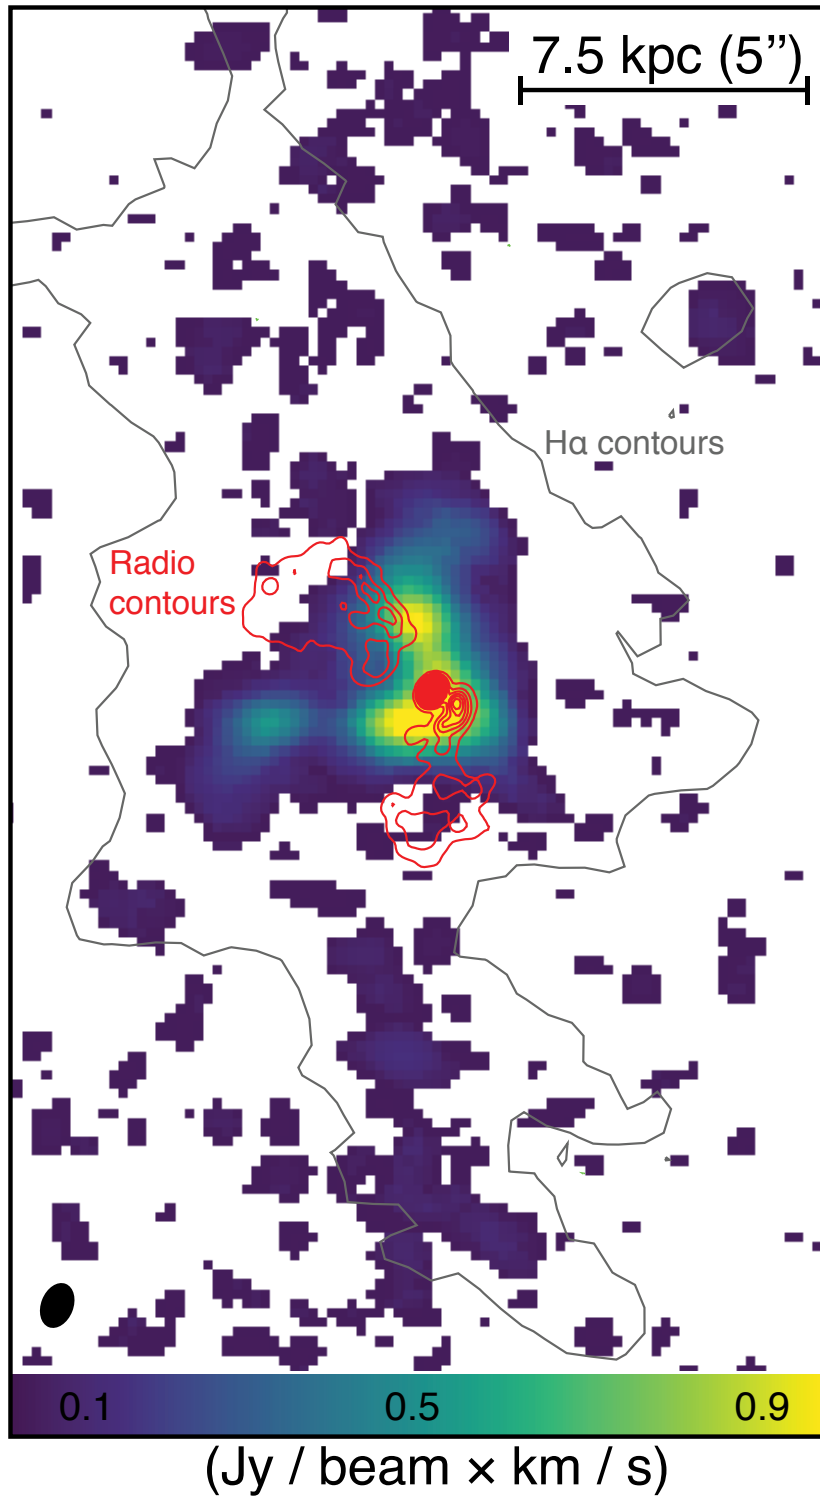 7.5 kpc (5”)
Hα contours
Radio
contours
0.1 0.5 0.9
(Jy / beam × km / s)